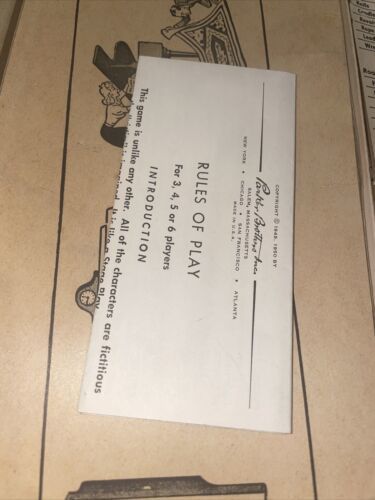 COPYRIGHT © 1949, 1950 BY
Parker Brothers Inc.
SALEM, MASSACHUSETTS
NEW YORK • CHICAGO • SAN FRANCISCO • ATLANTA
MADE IN U.S.A.
RULES OF PLAY
For 3, 4, 5 or 6 players
INTRODUCTION
This game is unlike any other. All of the characters are fictitious
Rope